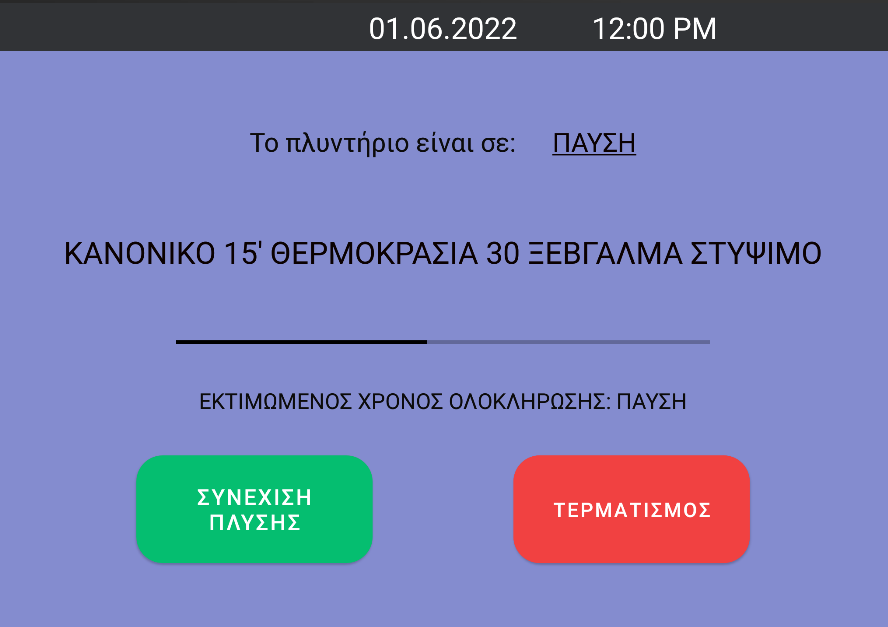 01.06.2022 12:00 PM
Το πλυντήριο είναι σε: ΠΑΥΣΗ
ΚΑΝΟΝΙΚΟ 15' ΘΕΡΜΟΚΡΑΣΙΑ 30 ΞΕΒΓΑΛΜΑ ΣΤΥΨΙΜΟ
ΕΚΤΙΜΩΜΕΝΟΣ ΧΡΟΝΟΣ ΟΛΟΚΛΗΡΩΣΗΣ: ΠΑΥΣΗ
ΣΥΝΕΧΙΣΗ
ΠΛΥΣΗΣ
ΤΕΡΜΑΤΙΣΜΟΣ